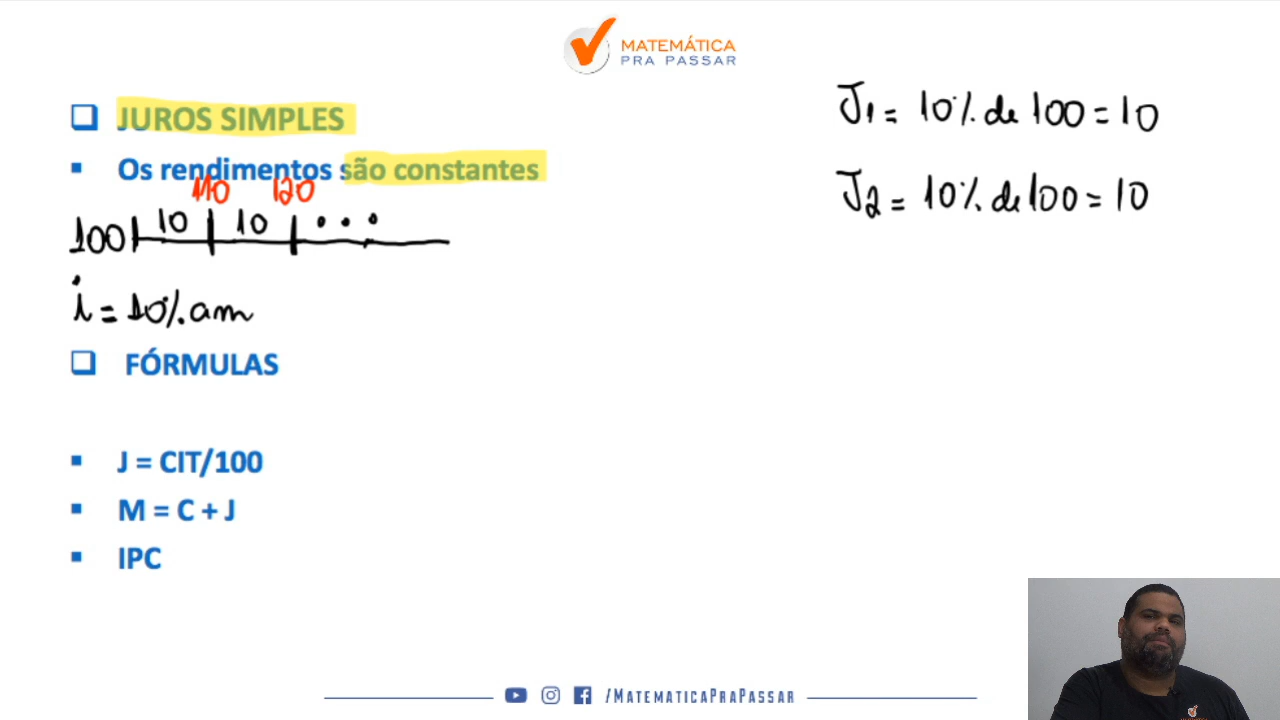 MATEMÁTICA
PRA PASSAR
JUROS SIMPLES
Os rendimentos são constantes
110 120
100 10 10 ...
i = 10% am
J1 = 10% de 100 = 10
J2 = 10% de 100 = 10
FÓRMULAS
J = CIT/100
M = C + J
IPC
/MATEMATICAPRAPASSAR